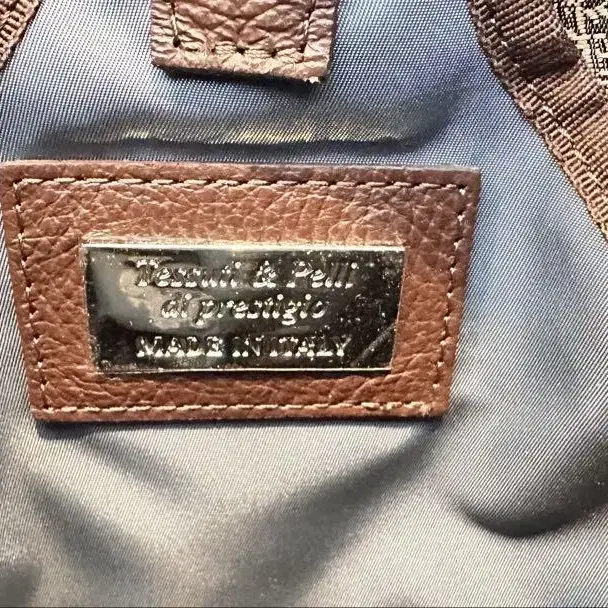 Tessuti & Pelli
di prestigio
MADE IN ITALY